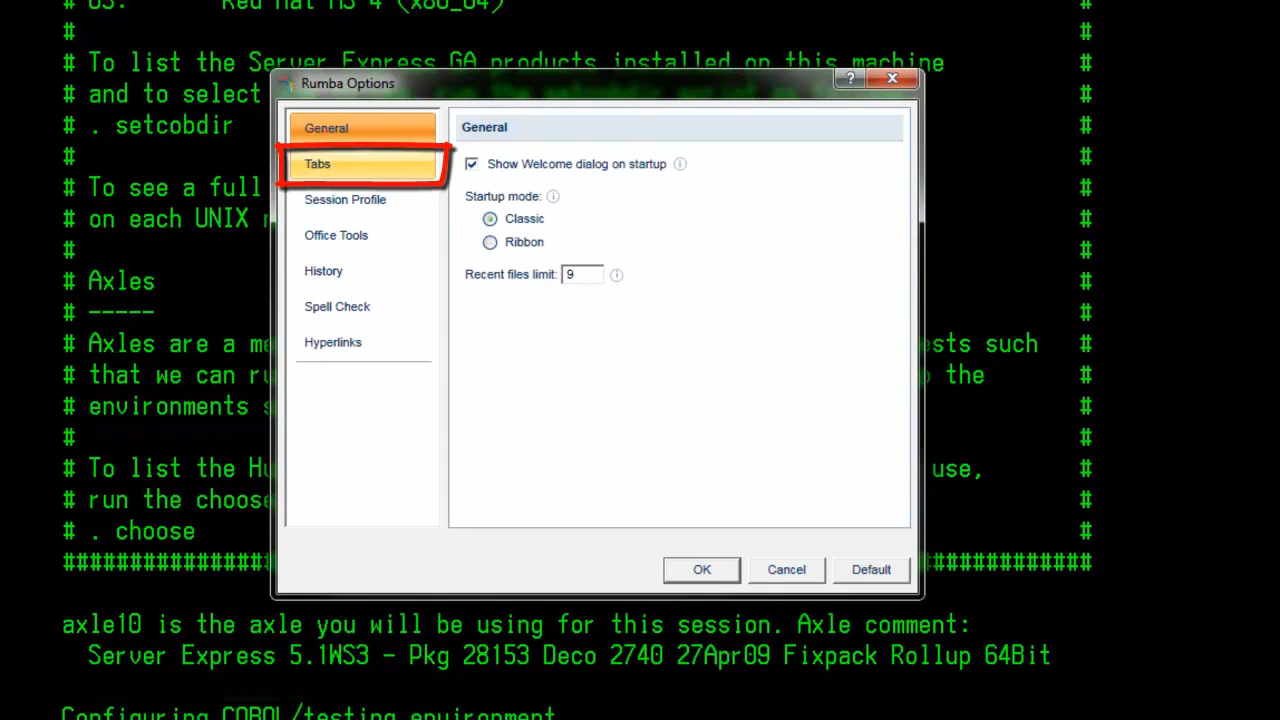 # OS: Red Hat AS 4 (x86_64) #
# #
# To list the Server Express GA products installed on this machine #
# and to select
# . setcobdir
#
# To see a full
# on each UNIX
#
# Axles #
# ----- #
# Axles are a ests such #
# that we can the #
# environments #
# #
# To list the use, #
# run the #
# . choose #
Rumba Options
?
General
Tabs
Session Profile
Office Tools
History
Spell Check
Hyperlinks
General
Show Welcome dialog on startup
Startup mode:
Classic
Ribbon
Recent files limit: 9
OK Cancel Default
axle10 is the axle you will be using for this session. Axle comment:
Server Express 5.1WS3 - Pkg 28153 Deco 2740 27Apr09 Fixpack Rollup 64Bit
Configuring COBOL/testing environment